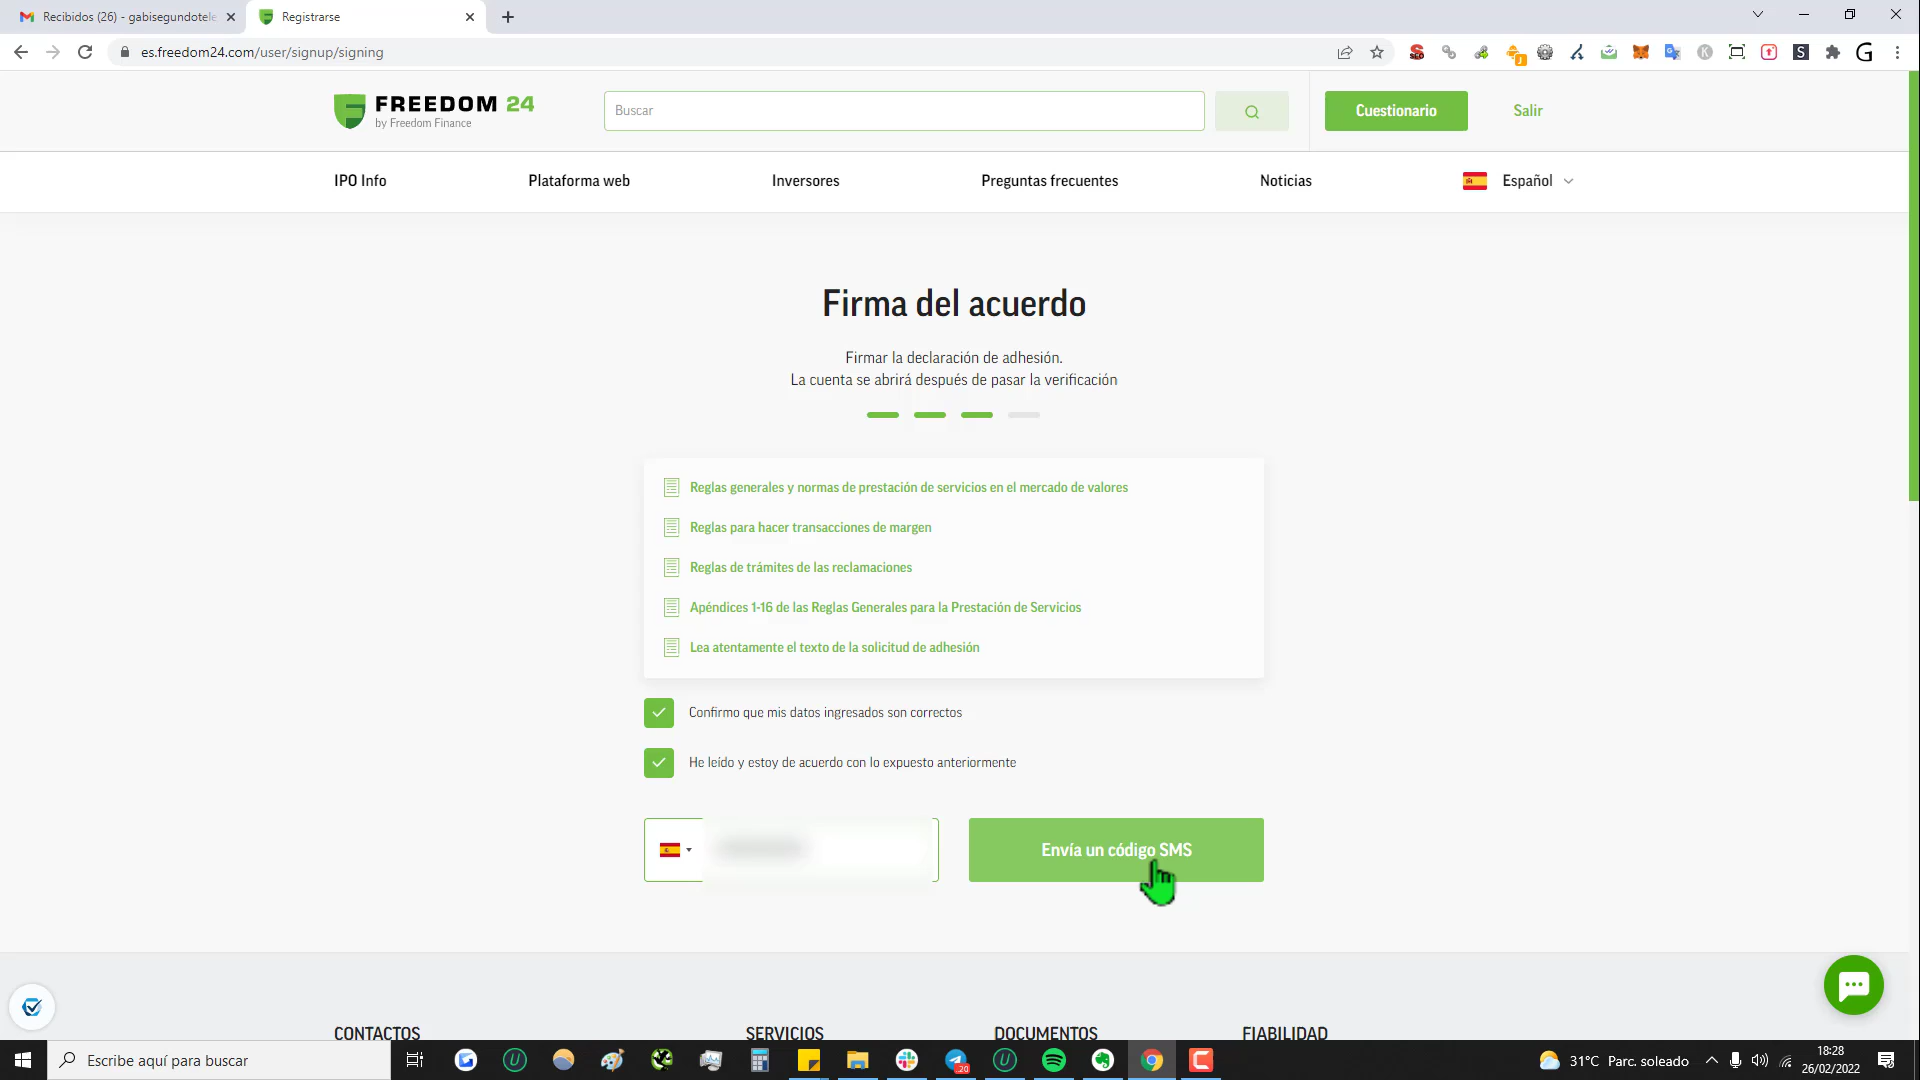 Recibidos (26) - gabisegundotele
Registrarse
es.freedom24.com/user/signup/signing
FREEDOM 24
by Freedom Finance
Buscar
Cuestionario
Salir
IPO Info
Plataforma web
Inversores
Preguntas frecuentes
Noticias
Español
Firma del acuerdo
Firmar la declaración de adhesión.
La cuenta se abrirá después de pasar la verificación
Reglas generales y normas de prestación de servicios en el mercado de valores
Reglas para hacer transacciones de margen
Reglas de trámites de las reclamaciones
Apéndices 1-16 de las Reglas Generales para la Prestación de Servicios
Lea atentamente el texto de la solicitud de adhesión
Confirmo que mis datos ingresados son correctos
He leído y estoy de acuerdo con lo expuesto anteriormente
Envía un código SMS
CONTACTOS
SERVICIOS
DOCUMENTOS
FIABILIDAD
Escribe aquí para buscar
31°C Parc. soleado
18:28
26/02/2022